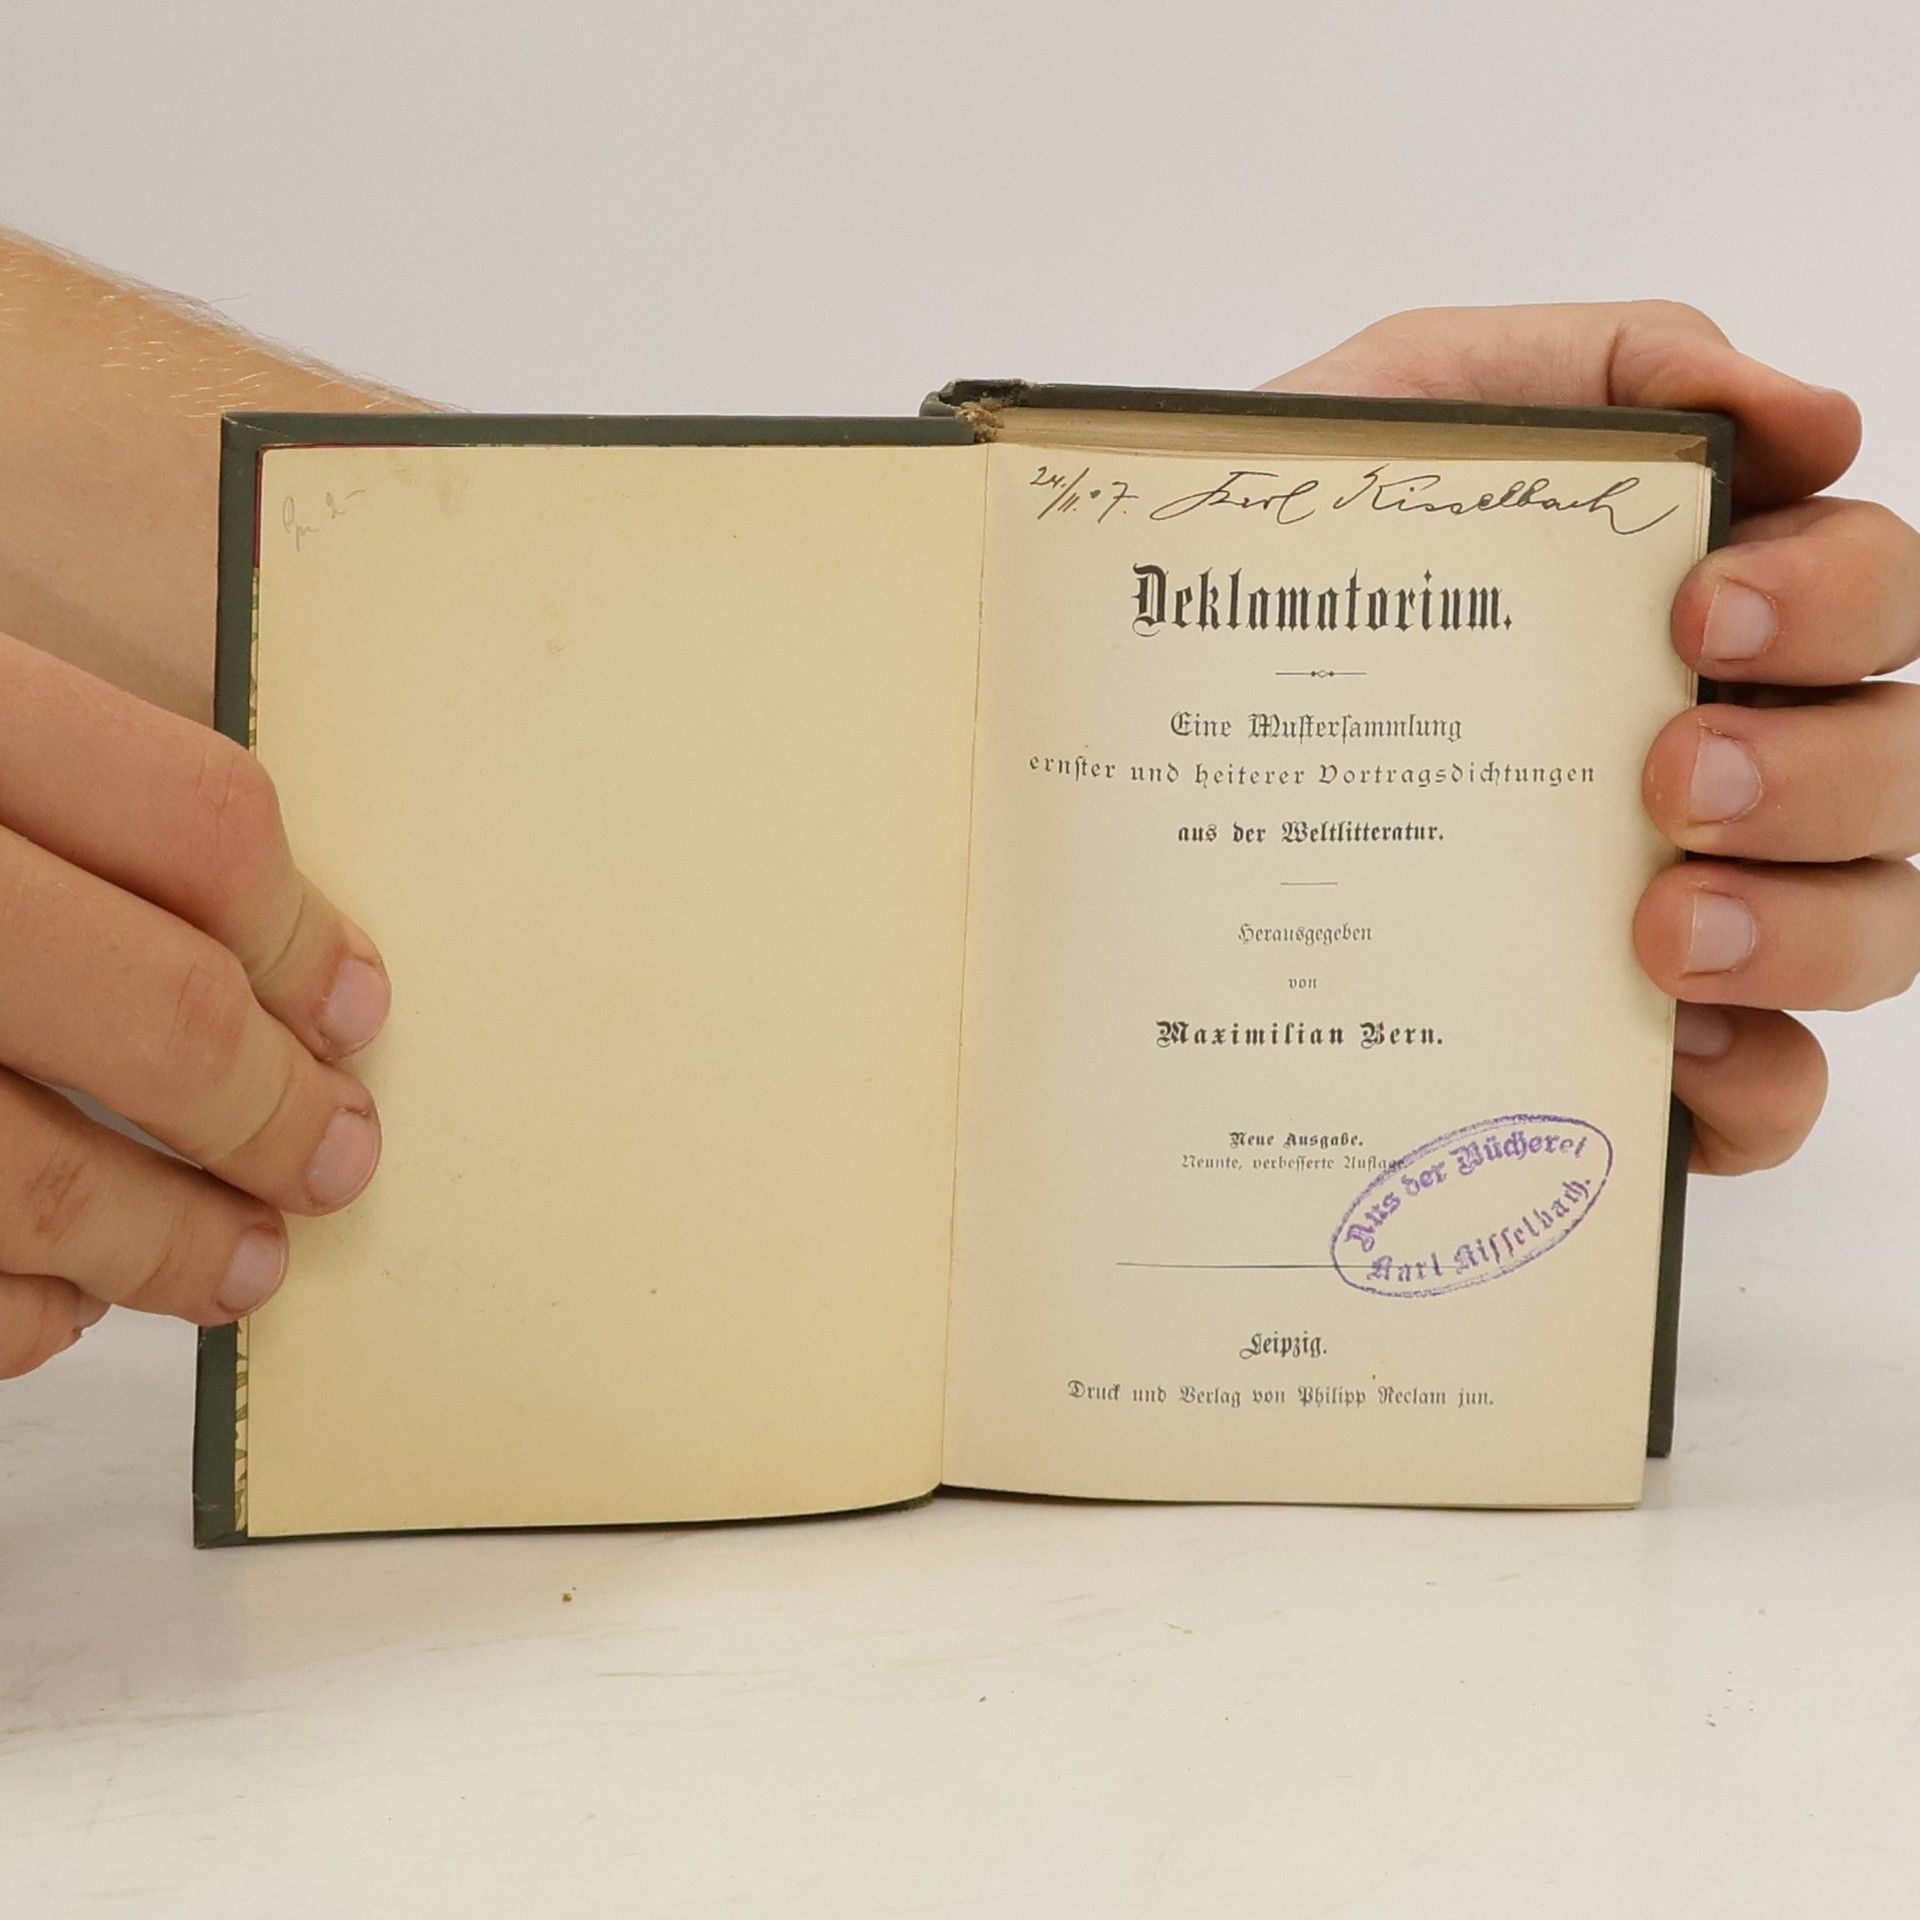 24./11.07. Karl Kisselbach
Deklamatorium.
Eine Muſterſammlung
ernſter und heiterer Vortragsdichtungen
aus der Weltlitteratur.
Herausgegeben
von
Maximilian Bern.
Neue Ausgabe.
Neunte, verbeſſerte Auflage.
Aus der Bücherei
Karl Kiſſelbach.
Leipzig.
Druck und Verlag von Philipp Reclam jun.